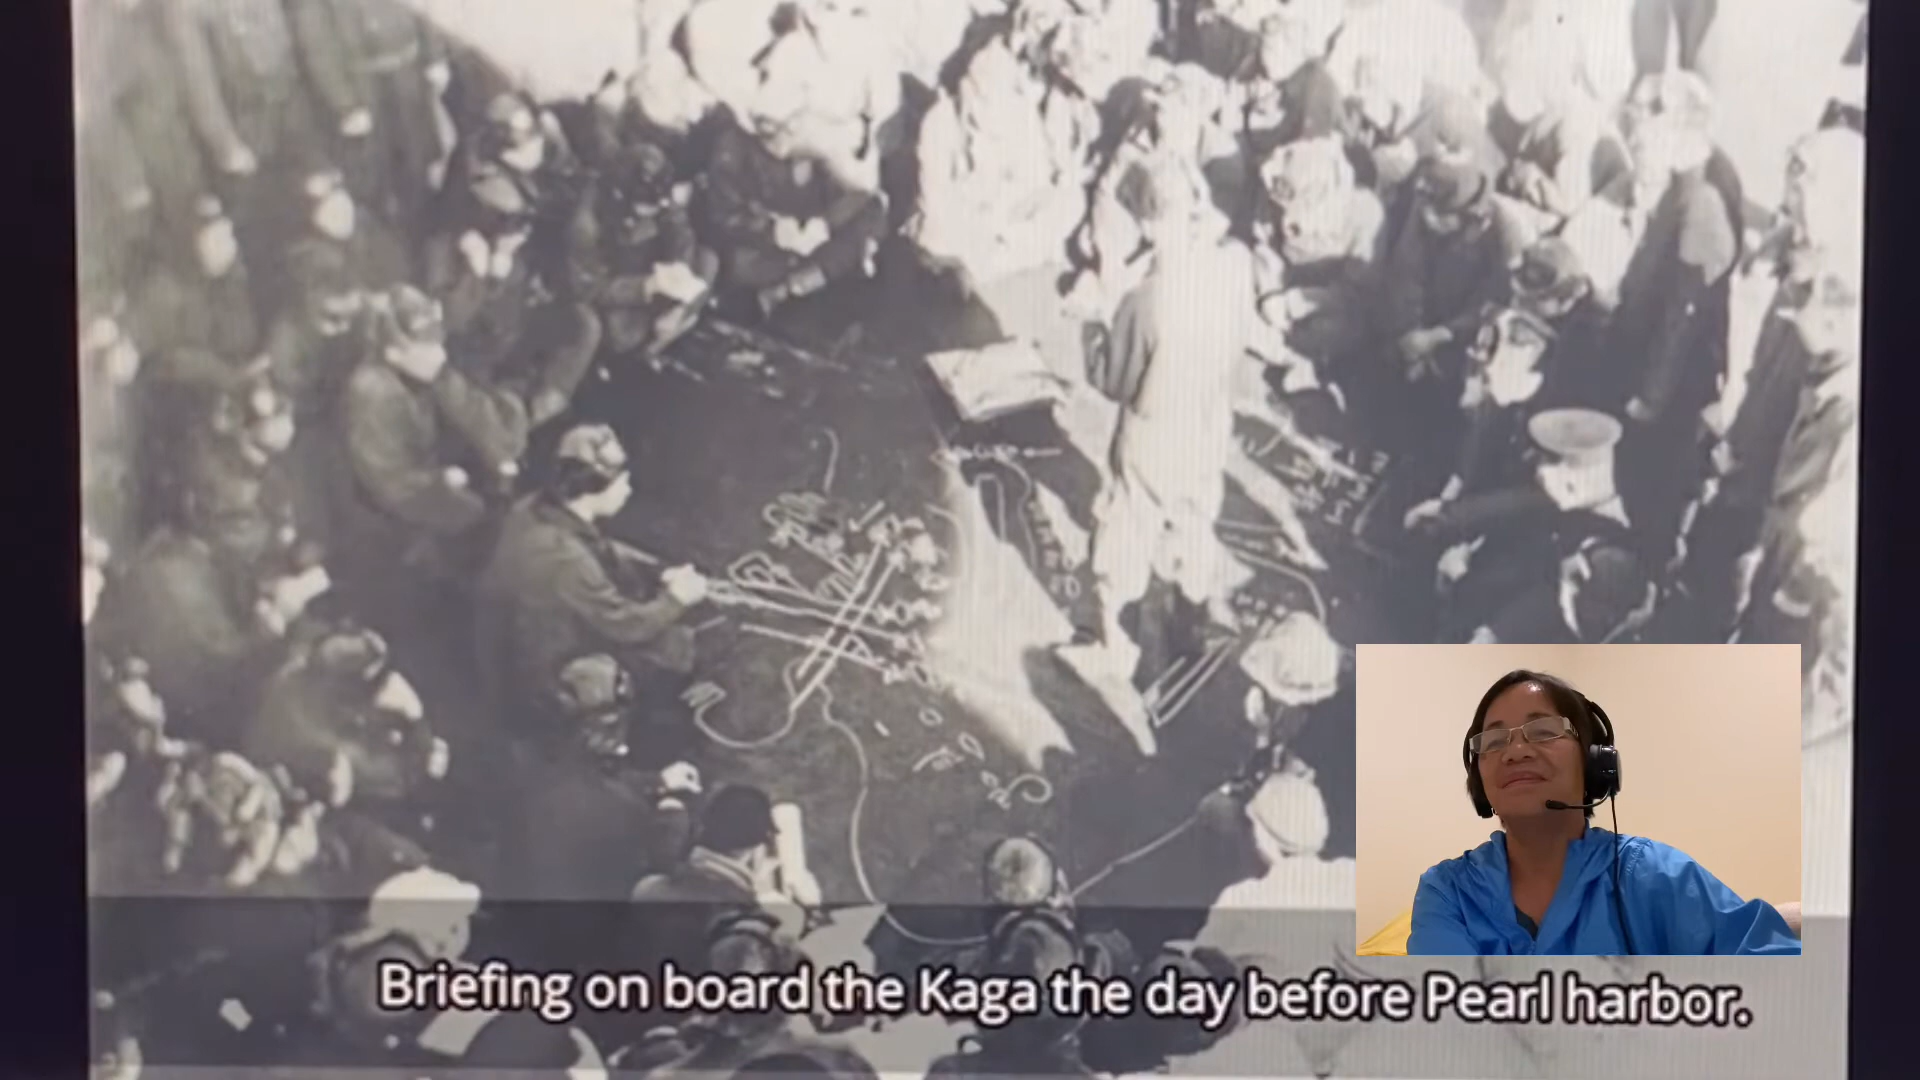 Briefing on board the Kaga the day before Pearl harbor.